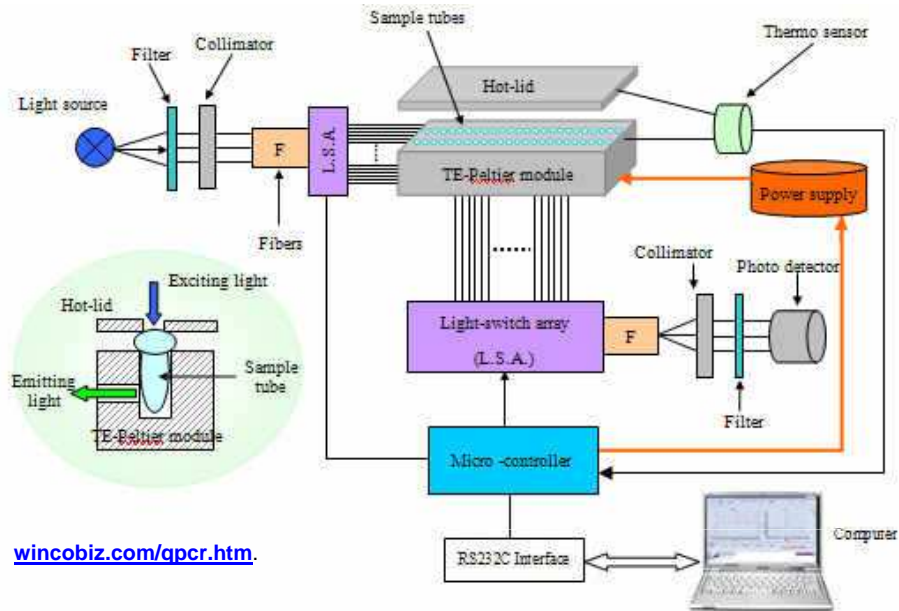 Sample tubes
Thermo sensor
Collimator
Filter
Hot-lid
Light source
F
L.S.A.
TE-Peltier module
Power supply
Fibers
Collimator
Photo detector
Exciting light
Hot-lid
Light-switch array
(L.S.A.)
F
Sample
tube
Emitting
light
TE-Peltier module
Filter
Micro -controller
Computer
wincobiz.com/qpcr.htm.
RS232C Interface